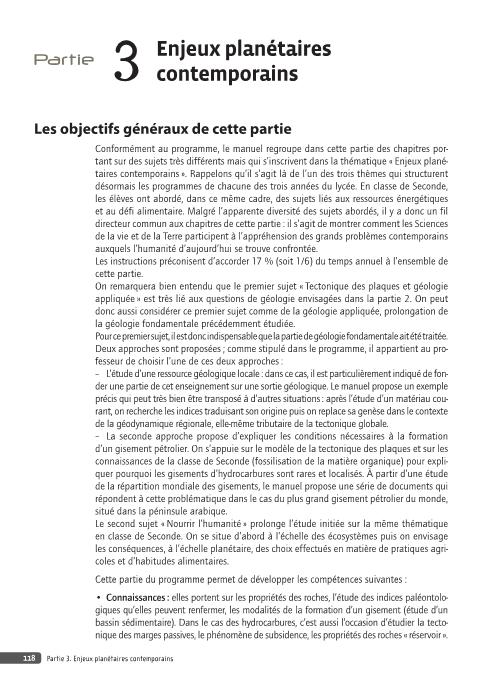 Partie 3 Enjeux planétaires
contemporains
Les objectifs généraux de cette partie
Conformément au programme, le manuel regroupe dans cette partie des chapitres por-
tant sur des sujets très différents mais qui s'inscrivent dans la thématique « Enjeux plané-
taires contemporains ». Rappelons qu'il s'agit là de l'un des trois thèmes qui structurent
désormais les programmes de chacune des trois années du lycée. En classe de Seconde,
les élèves ont abordé, dans ce même cadre, des sujets liés aux ressources énergétiques
et au défi alimentaire. Malgré l'apparente diversité des sujets abordés, il y a donc un fil
directeur commun aux chapitres de cette partie : il s'agit de montrer comment les Sciences
de la vie et de la Terre participent à l'appréhension des grands problèmes contemporains
auxquels l'humanité d'aujourd'hui se trouve confrontée.
Les instructions préconisent d'accorder 17 % (soit 1/6) du temps annuel à l'ensemble de
cette partie.
On remarquera bien entendu que le premier sujet « Tectonique des plaques et géologie
appliquée » est très lié aux questions de géologie envisagées dans la partie 2. On peut
donc aussi considérer ce premier sujet comme de la géologie appliquée, prolongation de
la géologie fondamentale précédemment étudiée.
Pour ce premier sujet, il est donc indispensable que la partie de géologie fondamentale ait été traitée.
Deux approches sont proposées ; comme stipulé dans le programme, il appartient au pro-
fesseur de choisir l'une de ces deux approches :
– L'étude d'une ressource géologique locale : dans ce cas, il est particulièrement indiqué de fon-
der une partie de cet enseignement sur une sortie géologique. Le manuel propose un exemple
précis qui peut très bien être transposé à d'autres situations : après l'étude d'un matériau cou-
rant, on recherche les indices traduisant son origine puis on replace sa genèse dans le contexte
de la géodynamique régionale, elle-même tributaire de la tectonique globale.
– La seconde approche propose d'expliquer les conditions nécessaires à la formation
d'un gisement pétrolier. On s'appuie sur le modèle de la tectonique des plaques et sur les
connaissances de la classe de Seconde (fossilisation de la matière organique) pour expli-
quer pourquoi les gisements d'hydrocarbures sont rares et localisés. À partir d'une étude
de la répartition mondiale des gisements, le manuel propose une série de documents qui
répondent à cette problématique dans le cas du plus grand gisement pétrolier du monde,
situé dans la péninsule arabique.
Le second sujet « Nourrir l'humanité » prolonge l'étude initiée sur la même thématique
en classe de Seconde. On se situe d'abord à l'échelle des écosystèmes puis on envisage
les conséquences, à l'échelle planétaire, des choix effectués en matière de pratiques agri-
coles et d'habitudes alimentaires.
Cette partie du programme permet de développer les compétences suivantes :
• Connaissances : elles portent sur les propriétés des roches, l'étude des indices paléontolo-
giques qu'elles peuvent renfermer, les modalités de la formation d'un gisement (étude d'un
bassin sédimentaire). Dans le cas des hydrocarbures, c'est aussi l'occasion d'étudier la tecto-
nique des marges passives, le phénomène de subsidence, les propriétés des roches « réservoir ».
118 Partie 3. Enjeux planétaires contemporains